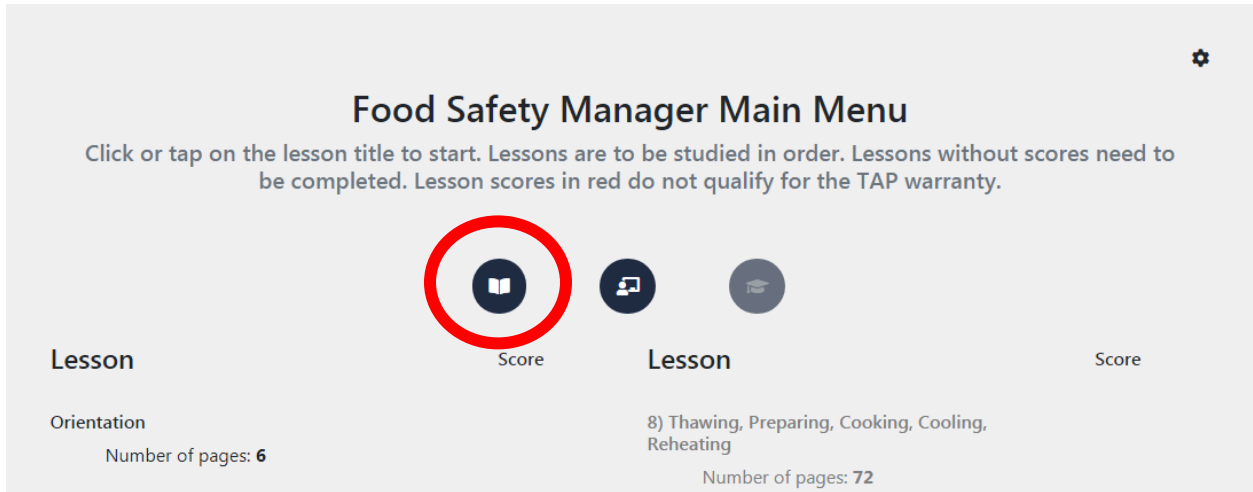 Food Safety Manager Main Menu
Click or tap on the lesson title to start. Lessons are to be studied in order. Lessons without scores need to
be completed. Lesson scores in red do not qualify for the TAP warranty.
Lesson
Score
Orientation
Number of pages: 6
Lesson
Score
8) Thawing, Preparing, Cooking, Cooling,
Reheating
Number of pages: 72